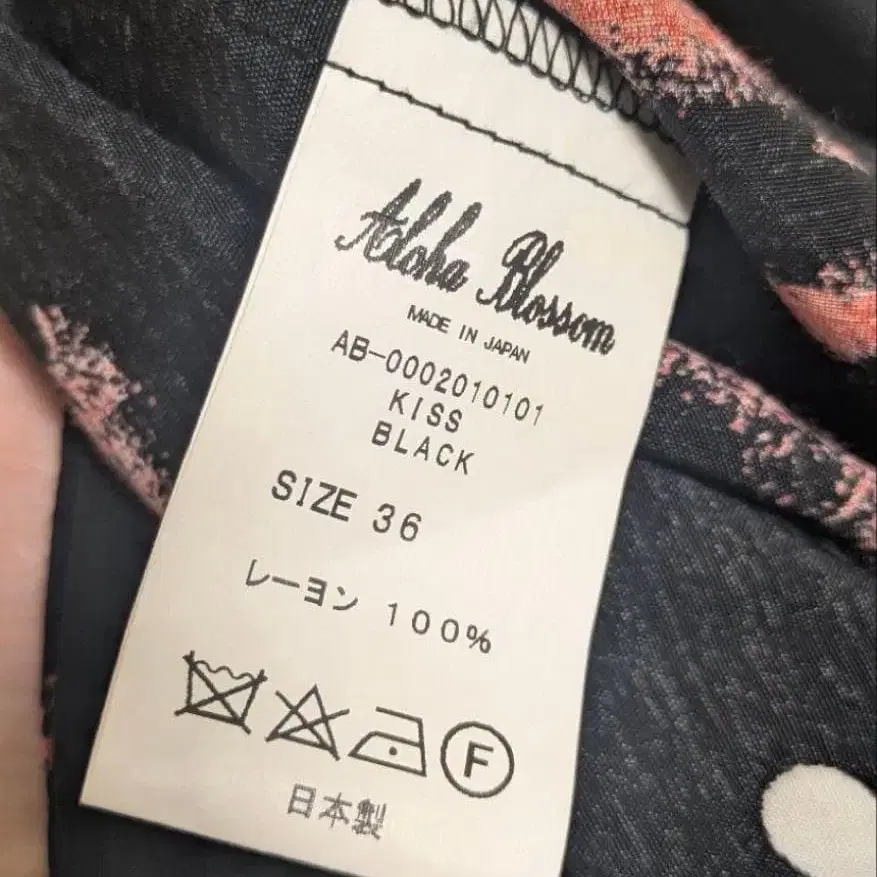 Aloha Blossom
MADE IN JAPAN
AB-0002010101
KISS
BLACK
SIZE 36
レーヨン 100%
F
日本製